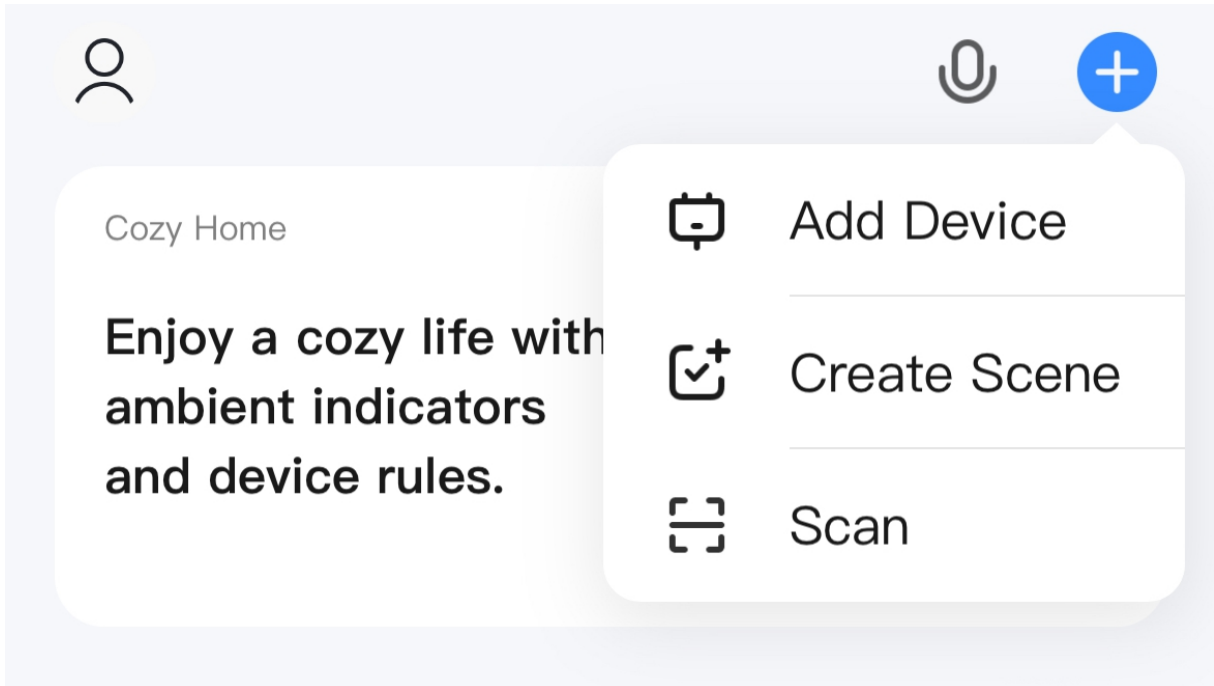 Cozy Home
Enjoy a cozy life with
ambient indicators
and device rules.
Add Device
Create Scene
Scan